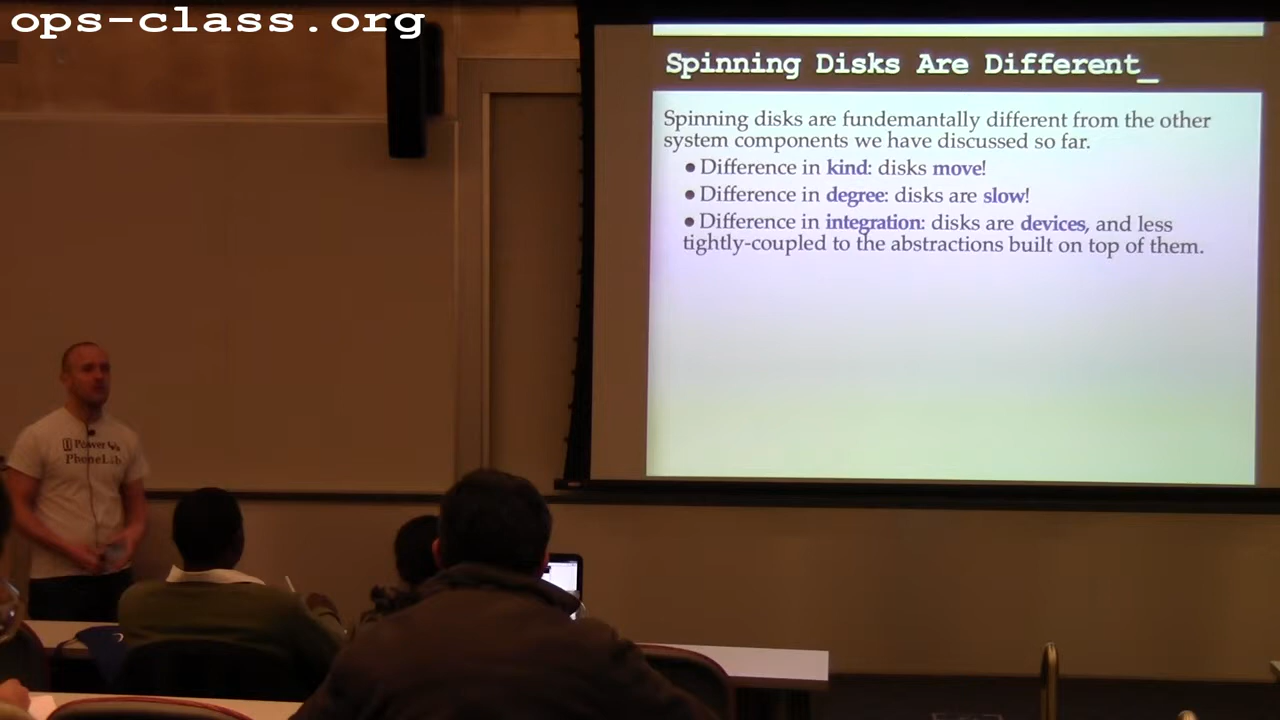 ops-class.org
Spinning Disks Are Different_
Spinning disks are fundemantally different from the other
system components we have discussed so far.
● Difference in kind: disks move!
● Difference in degree: disks are slow!
● Difference in integration: disks are devices, and less
tightly-coupled to the abstractions built on top of them.
Power
PhoneLab